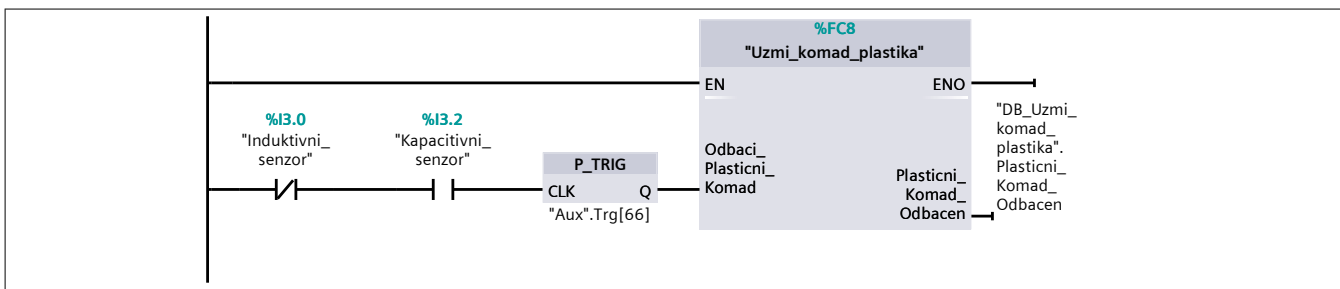 %FC8
"Uzmi_komad_plastika"
EN
ENO
%I3.0
"Induktivni_
senzor"
%I3.2
"Kapacitivni_
senzor"
P_TRIG
CLK
Q
"Aux".Trg[66]
Odbaci_
Plasticni_
Komad
Plasticni_
Komad_
Odbacen
"DB_Uzmi_
komad_
plastika".
Plasticni_
Komad_
Odbacen